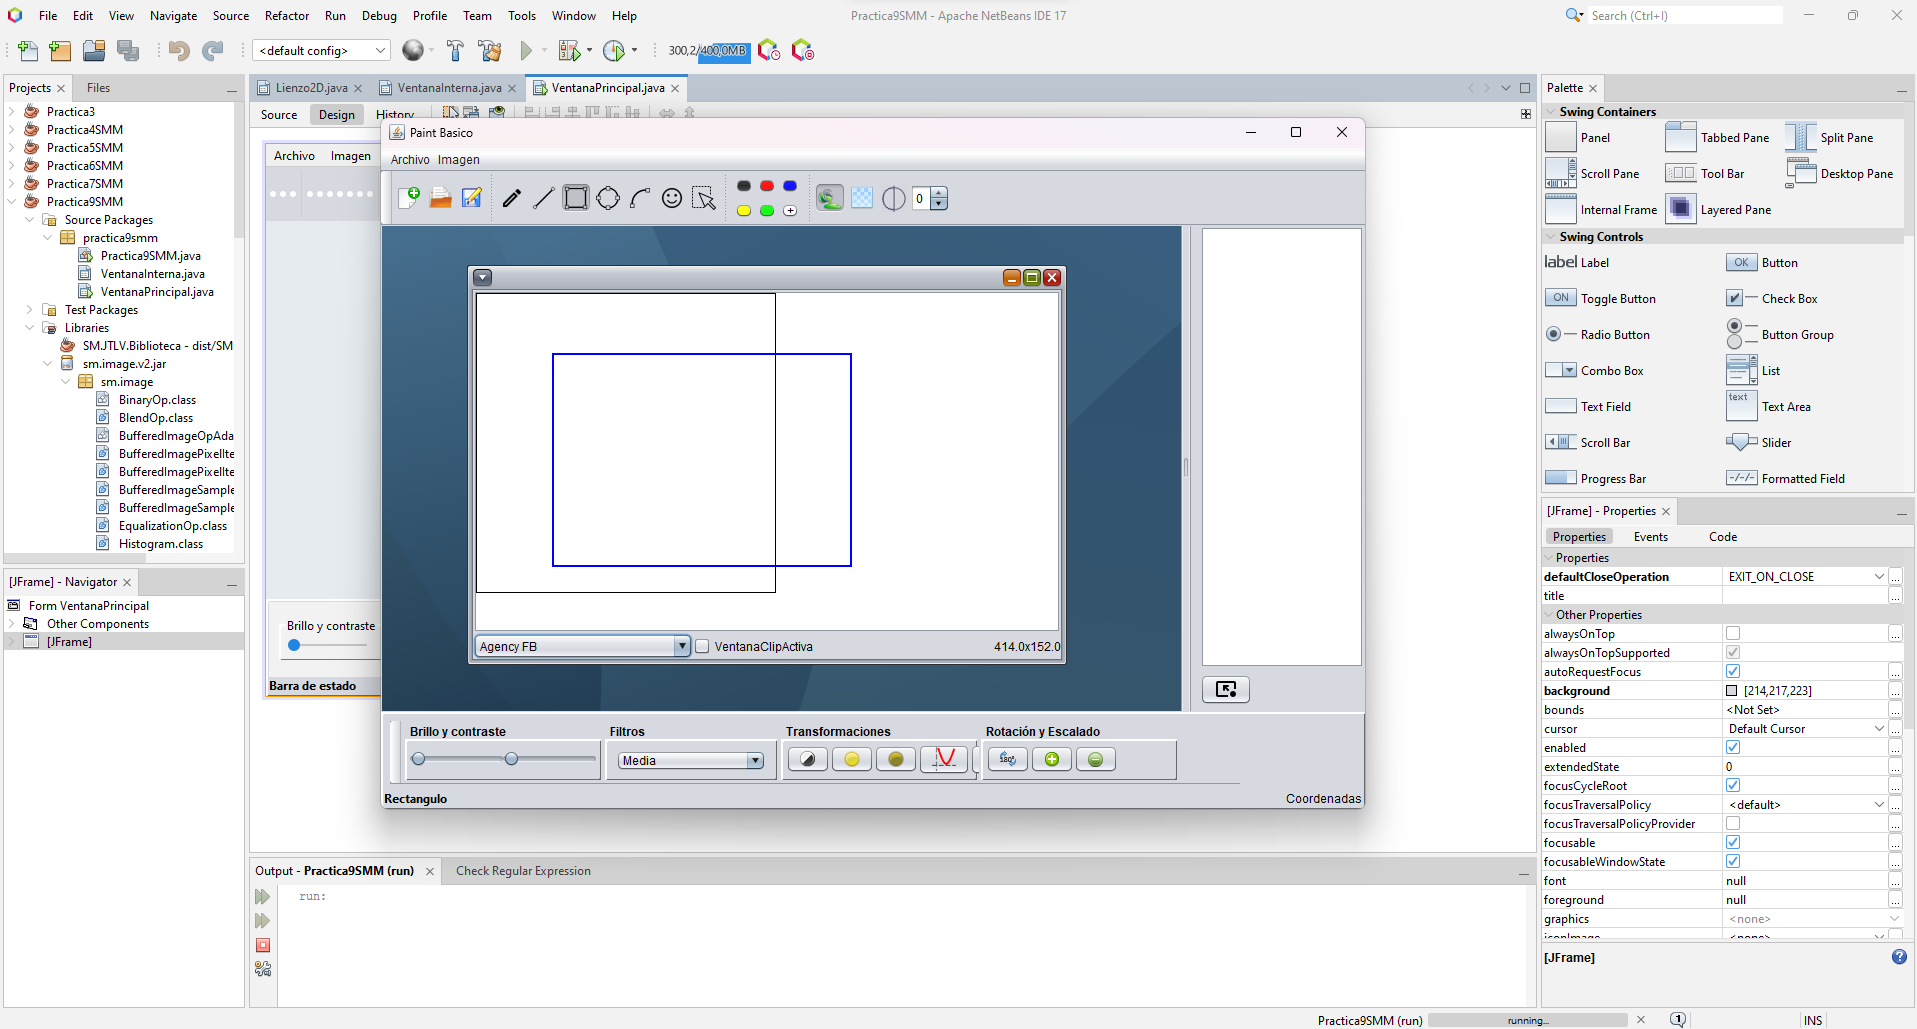 File Edit View Navigate Source Refactor Run Debug Profile Team Tools Window Help
Practica9SMM - Apache NetBeans IDE 17
Search (Ctrl+I)
<default config>
300,2/400,0MB
Projects
Files
Practica3
Practica4SMM
Practica5SMM
Practica6SMM
Practica7SMM
Practica9SMM
Source Packages
practica9smm
Practica9SMM.java
VentanaInterna.java
VentanaPrincipal.java
Test Packages
Libraries
SM.JTLV.Biblioteca - dist/SM
sm.image.v2.jar
sm.image
BinaryOp.class
BlendOp.class
BufferedImageOpAda
BufferedImagePixelIte
BufferedImagePixelIte
BufferedImageSample
BufferedImageSample
EqualizationOp.class
Histogram.class
[JFrame] - Navigator
Form VentanaPrincipal
Other Components
[JFrame]
Lienzo2D.java
VentanaInterna.java
VentanaPrincipal.java
Source
Design
History
Archivo Imagen
Brillo y contraste
Barra de estado
Paint Basico
Archivo Imagen
0
Agency FB
VentanaClipActiva
414.0x152.0
Brillo y contraste
Filtros
Media
Transformaciones
Rotación y Escalado
180º
Rectangulo
Coordenadas
Output - Practica9SMM (run)
Check Regular Expression
run:
Palette
Swing Containers
Panel
Tabbed Pane
Split Pane
Scroll Pane
Tool Bar
Desktop Pane
Internal Frame
Layered Pane
Swing Controls
label Label
OK Button
ON Toggle Button
Check Box
Radio Button
Button Group
Combo Box
List
Text Field
text Text Area
Scroll Bar
Slider
Progress Bar
Formatted Field
[JFrame] - Properties
Properties
Events
Code
Properties
defaultCloseOperation EXIT_ON_CLOSE
title
Other Properties
alwaysOnTop
alwaysOnTopSupported
autoRequestFocus
background [214,217,223]
bounds <Not Set>
cursor Default Cursor
enabled
extendedState 0
focusCycleRoot
focusTraversalPolicy <default>
focusTraversalPolicyProvider
focusable
focusableWindowState
font null
foreground null
graphics <none>
iconImage <none>
[JFrame]
Practica9SMM (run)
running...
1
INS